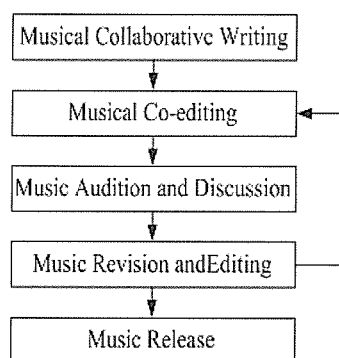 Musical Collaborative Writing
Musical Co-editing
Music Audition and Discussion
Music Revision andEditing
Music Release